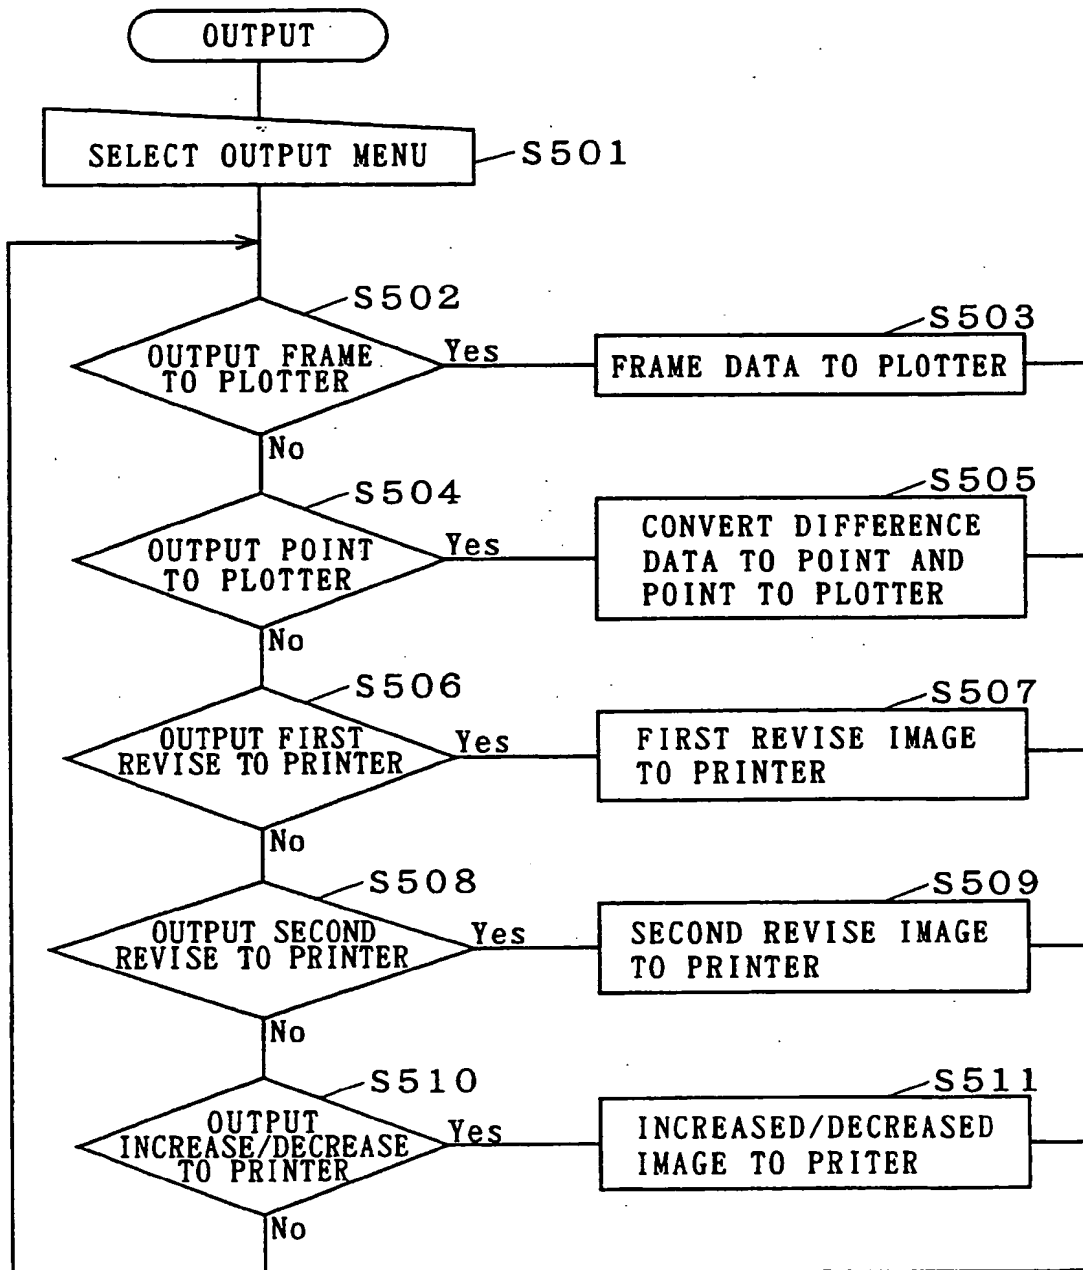 OUTPUT
SELECT OUTPUT MENU
S501
S502
OUTPUT FRAME
TO PLOTTER
Yes
No
S503
FRAME DATA TO PLOTTER
S504
OUTPUT POINT
TO PLOTTER
Yes
No
S505
CONVERT DIFFERENCE
DATA TO POINT AND
POINT TO PLOTTER
S506
OUTPUT FIRST
REVISE TO PRINTER
Yes
No
S507
FIRST REVISE IMAGE
TO PRINTER
S508
OUTPUT SECOND
REVISE TO PRINTER
Yes
No
S509
SECOND REVISE IMAGE
TO PRINTER
S510
OUTPUT
INCREASE/DECREASE
TO PRINTER
Yes
No
S511
INCREASED/DECREASED
IMAGE TO PRITER